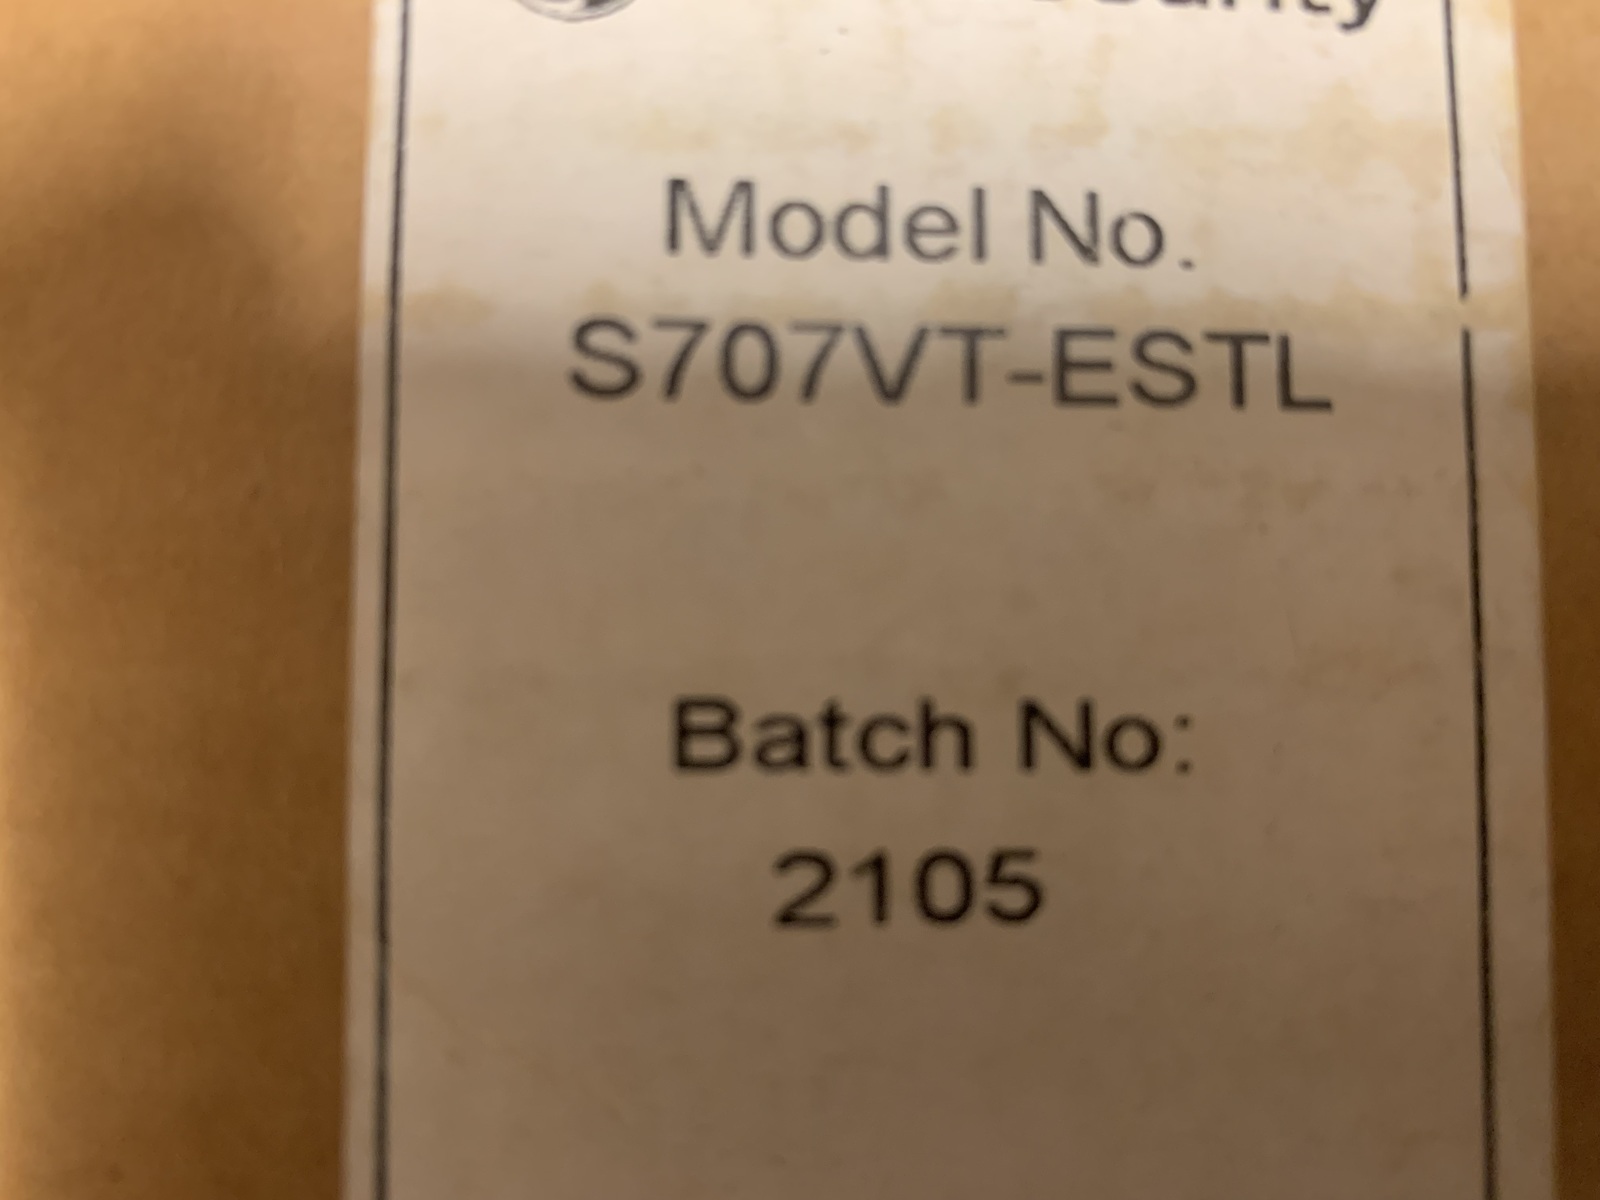 Model No.
S707VT-ESTL
Batch No:
2105